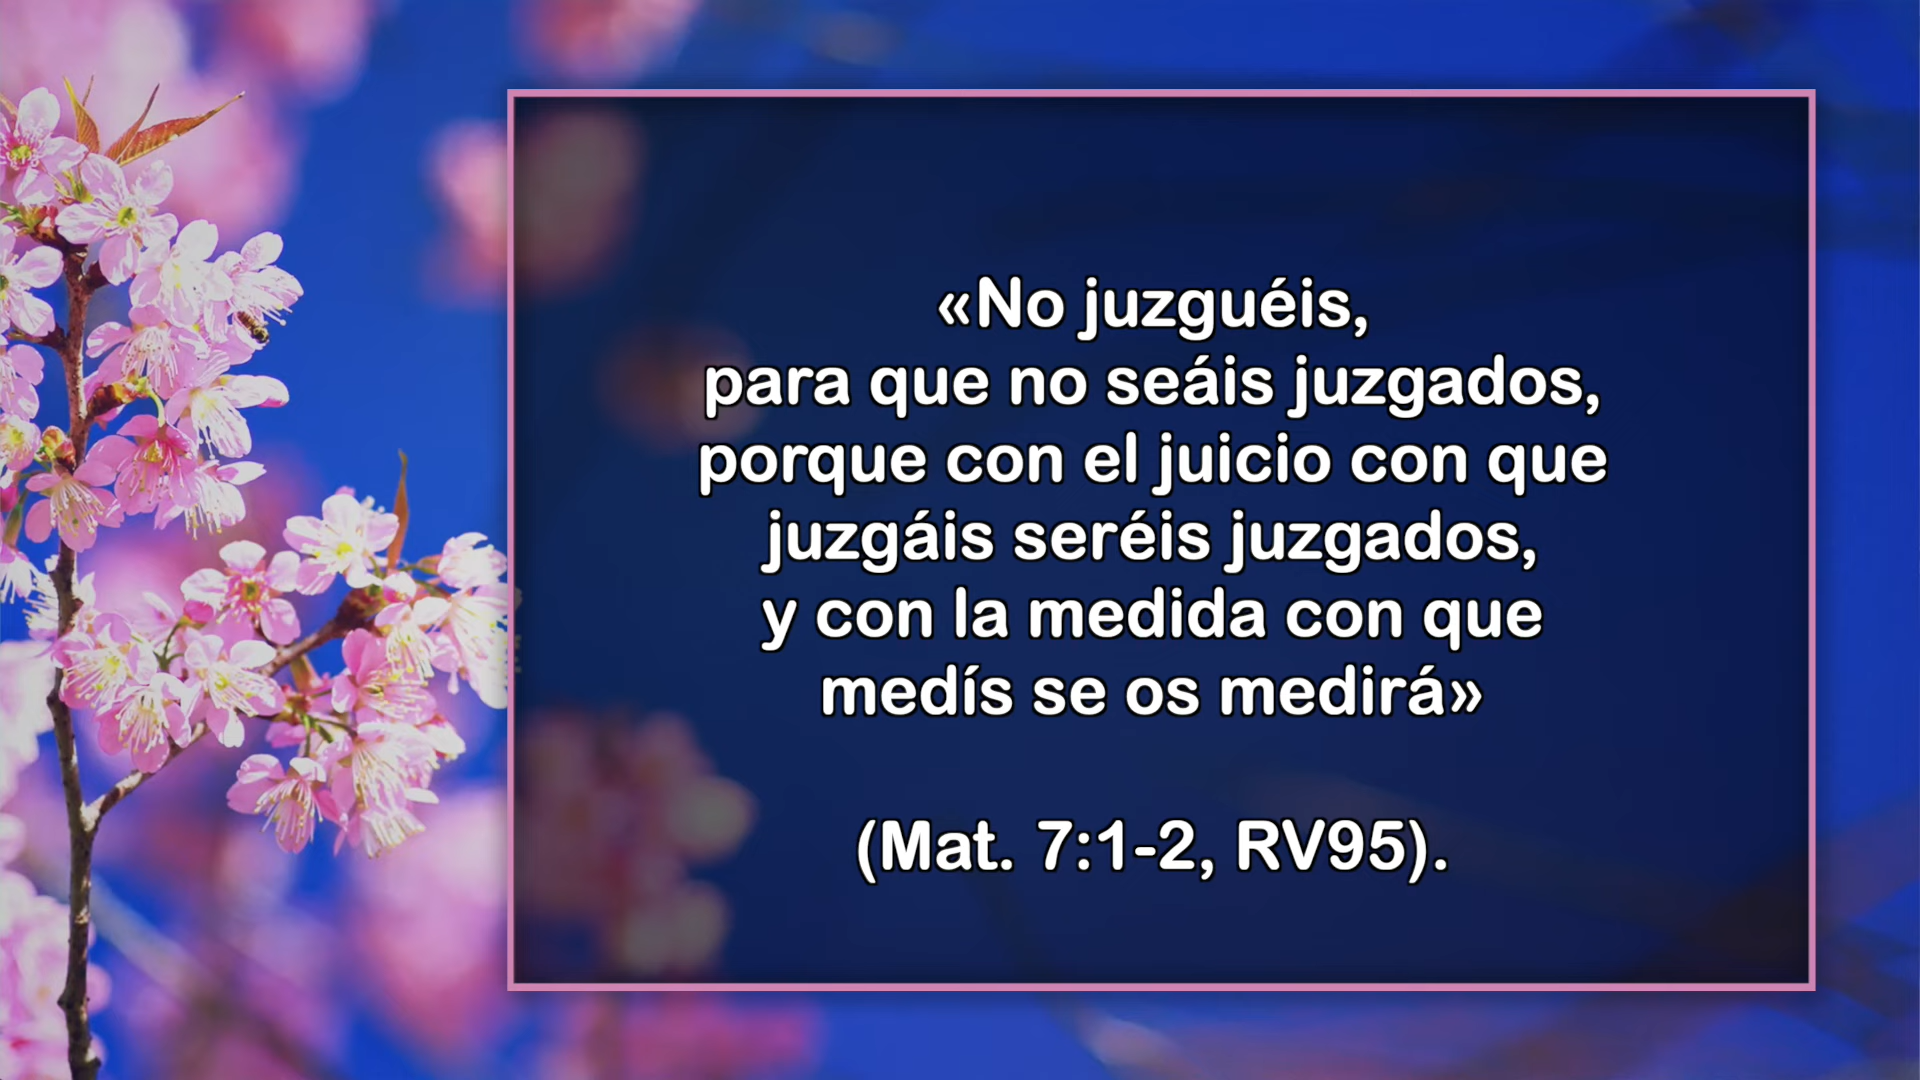 «No juzguéis,
para que no seáis juzgados,
porque con el juicio con que
juzgáis seréis juzgados,
y con la medida con que
medís se os medirá»
(Mat. 7:1-2, RV95).